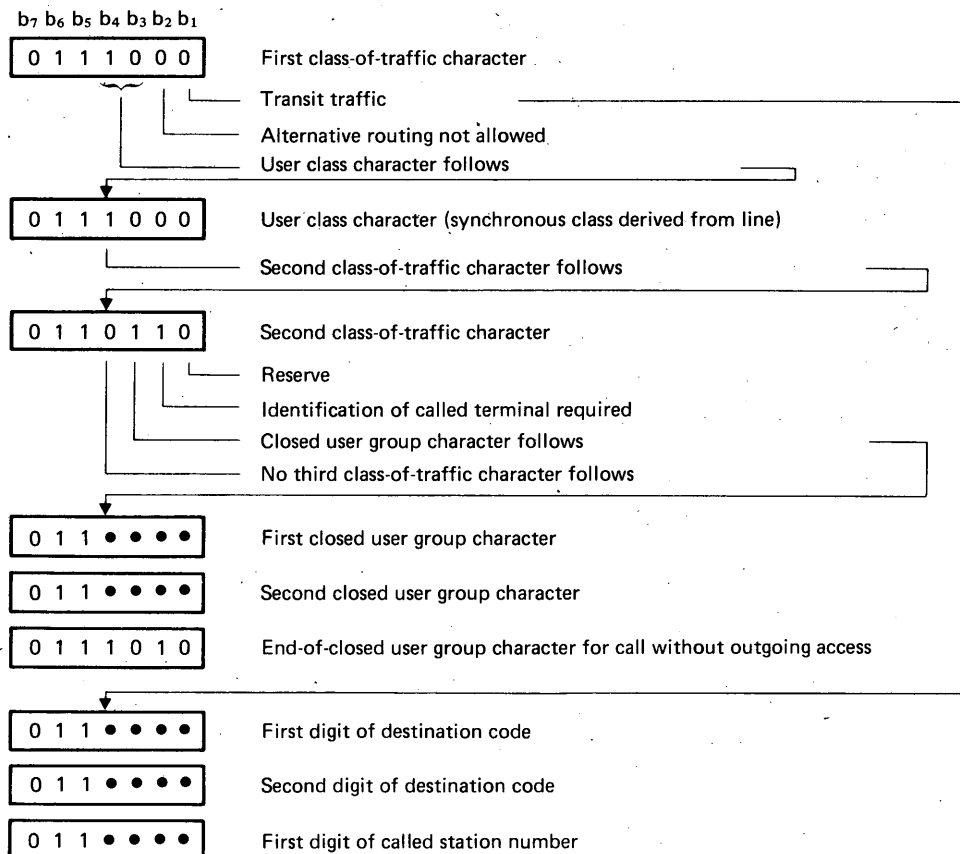 b₇ b₆ b₅ b₄ b₃ b₂ b₁
0 1 1 1 0 0 0 First class-of-traffic character
Transit traffic
Alternative routing not allowed
User class character follows
0 1 1 1 0 0 0 User class character (synchronous class derived from line)
Second class-of-traffic character follows
0 1 1 0 1 1 0 Second class-of-traffic character
Reserve
Identification of called terminal required
Closed user group character follows
No third class-of-traffic character follows
0 1 1 ● ● ● ● First closed user group character
0 1 1 ● ● ● ● Second closed user group character
0 1 1 1 0 1 0 End-of-closed user group character for call without outgoing access
0 1 1 ● ● ● ● First digit of destination code
0 1 1 ● ● ● ● Second digit of destination code
0 1 1 ● ● ● ● First digit of called station number